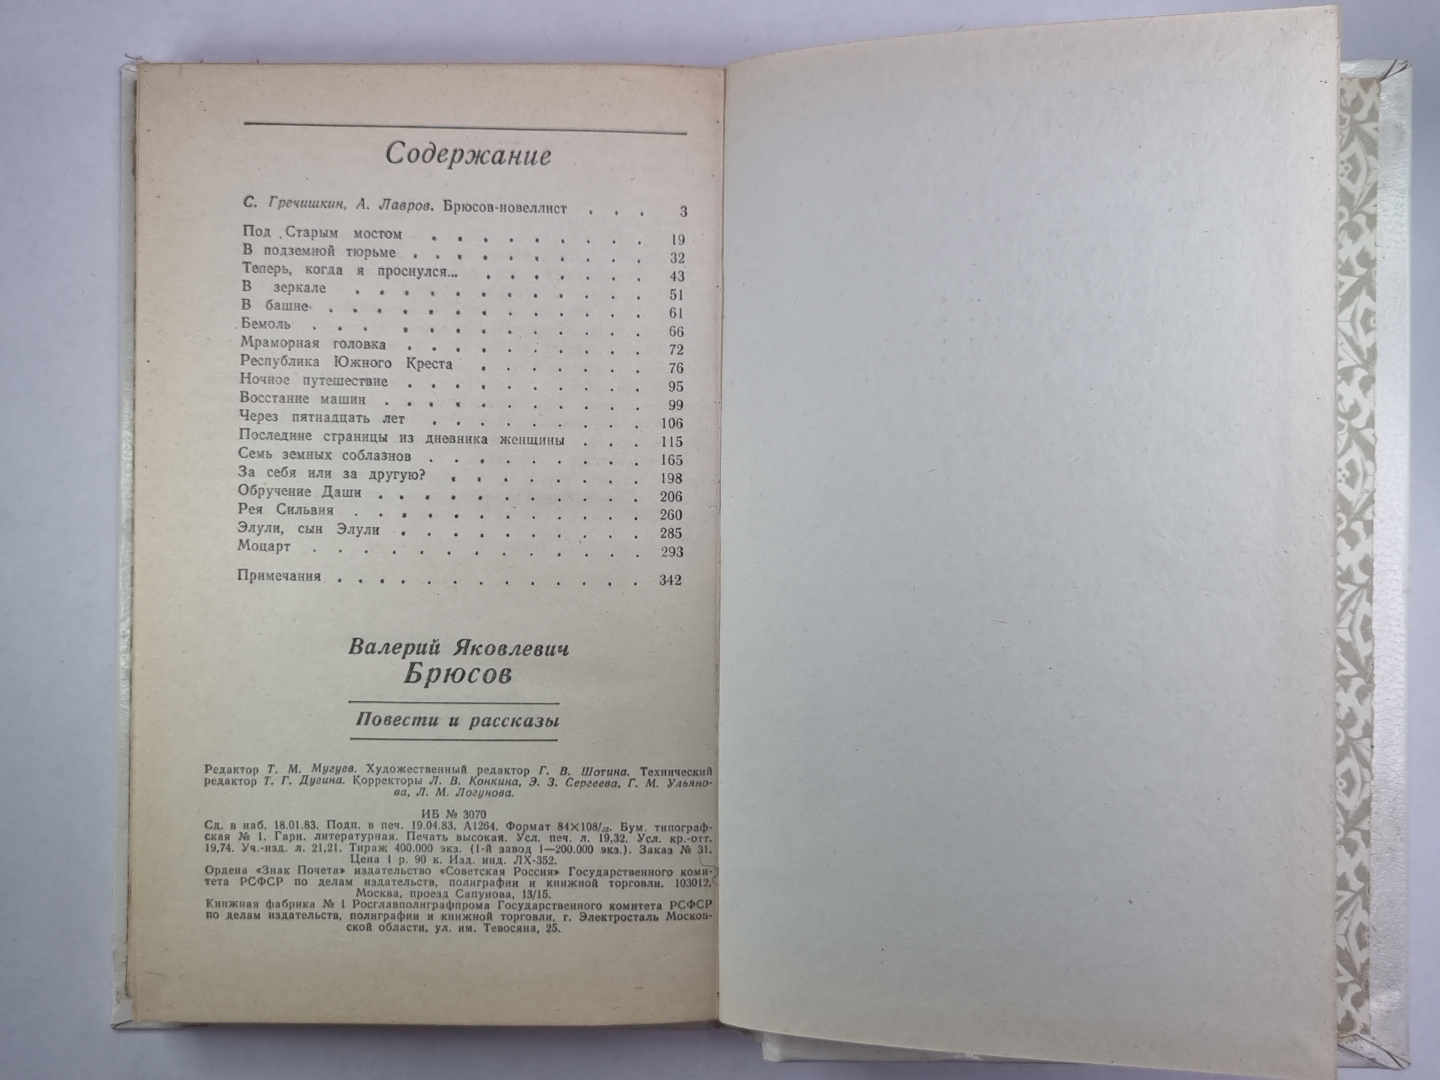 Содержание
С. Гречишкин, А. Лавров. Брюсов-новеллист . . . 3
Под Старым мостом . . . . . . . . . 19
В подземной тюрьме . . . . . . . . . . 32
Теперь, когда я проснулся... . . . . . . . 43
В зеркале . . . . . . . . . . . . 51
В башне . . . . . . . . . . . . . 61
Бемоль . . . . . . . . . . . . . 66
Мраморная головка . . . . . . . . . . 72
Республика Южного Креста . . . . . . . 76
Ночное путешествие . . . . . . . . . . 95
Восстание машин . . . . . . . . . . . 99
Через пятнадцать лет . . . . . . . . . 106
Последние страницы из дневника женщины . . . 115
Семь земных соблазнов . . . . . . . . . 165
За себя или за другую? . . . . . . . . 198
Обручение Даши . . . . . . . . . . . 206
Рея Сильвия . . . . . . . . . . . . 260
Элули, сын Элули . . . . . . . . . . 285
Моцарт . . . . . . . . . . . . . 293
Примечания . . . . . . . . . . . . . 342
Валерий Яковлевич
Брюсов
Повести и рассказы
Редактор Т. М. Мугуев. Художественный редактор Г. В. Шотина. Технический
редактор Т. Г. Дугина. Корректоры Л. В. Конкина, Э. З. Сергеева, Г. М. Ульяно-
ва, Л. М. Логунова.
ИБ № 3070
Сд. в наб. 18.01.83. Подп. в печ. 19.04.83. А1264. Формат 84×108/32. Бум. типограф-
ская № 1. Гарн. литературная. Печать высокая. Усл. печ. л. 19,32. Усл. кр.-отт.
19,74. Уч.-изд. л. 21,21. Тираж 400.000 экз. (1-й завод 1—200.000 экз.). Заказ № 31.
Цена 1 р. 90 к. Изд. инд. ЛХ-352.
Ордена «Знак Почета» издательство «Советская Россия» Государственного коми-
тета РСФСР по делам издательств, полиграфии и книжной торговли. 103012,
Москва, проезд Сапунова, 13/15.
Книжная фабрика № 1 Росглавполиграфпрома Государственного комитета РСФСР
по делам издательств, полиграфии и книжной торговли, г. Электросталь Москов-
ской области, ул. им. Тевосяна, 25.